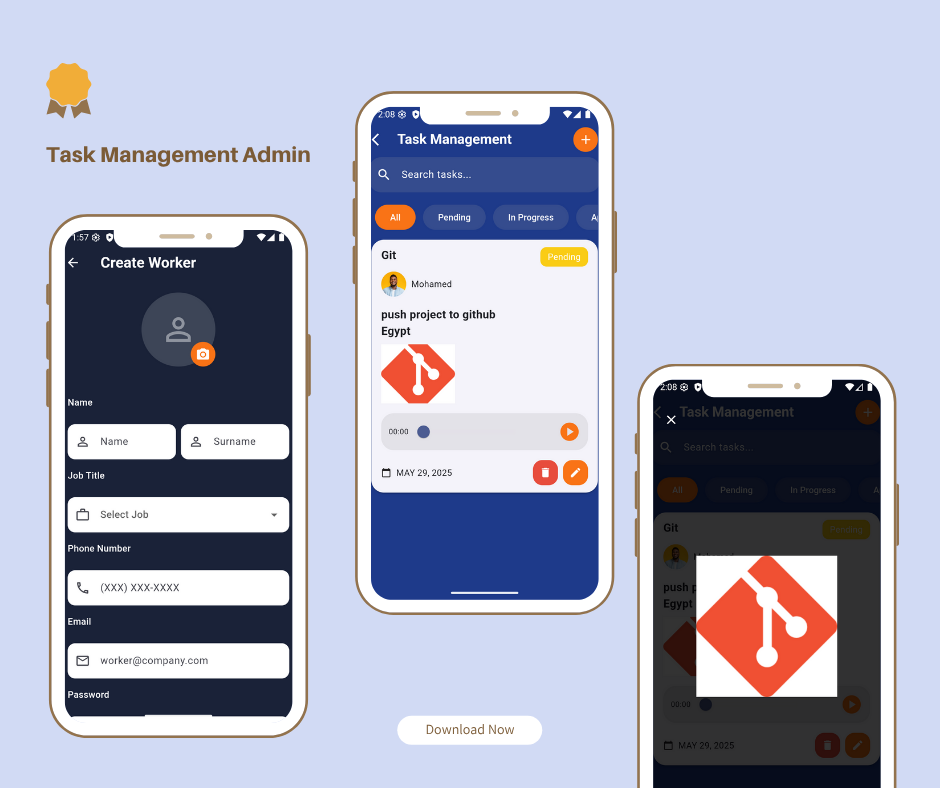 Task Management Admin
1:57
Create Worker
Name
Name
Surname
Job Title
Select Job
Phone Number
(XXX) XXX-XXXX
Email
worker@company.com
Password
2:08
Task Management
Search tasks...
All
Pending
In Progress
Git
Pending
Mohamed
push project to github
Egypt
00:00
MAY 29, 2025
Download Now
2:08
Task Management
Search tasks...
All
Pending
In Progress
A
Git
Pending
Mohamed
push p
Egypt
00:00
MAY 29, 2025